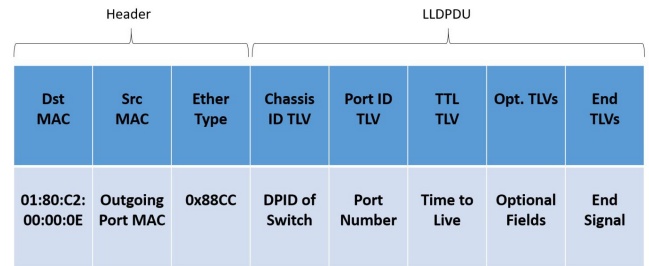 Header LLDPDU
Dst Src Ether Chassis Port ID TTL Opt. TLVs End
MAC MAC Type ID TLV TLV TLV TLVs
01:80:C2: Outgoing 0x88CC DPID of Port Time to Optional End
00:00:0E Port MAC Switch Number Live Fields Signal